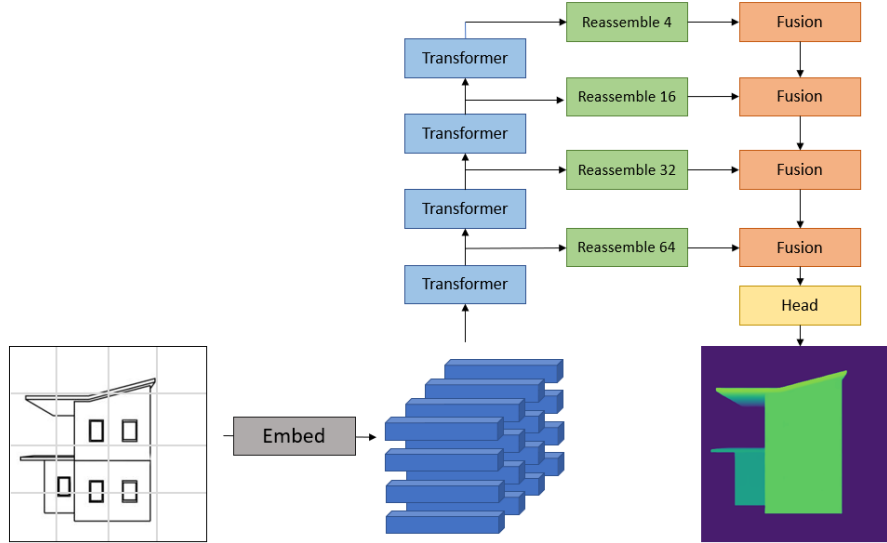 Reassemble 4
Fusion
Transformer
Reassemble 16
Fusion
Transformer
Reassemble 32
Fusion
Transformer
Reassemble 64
Fusion
Transformer
Head
Embed